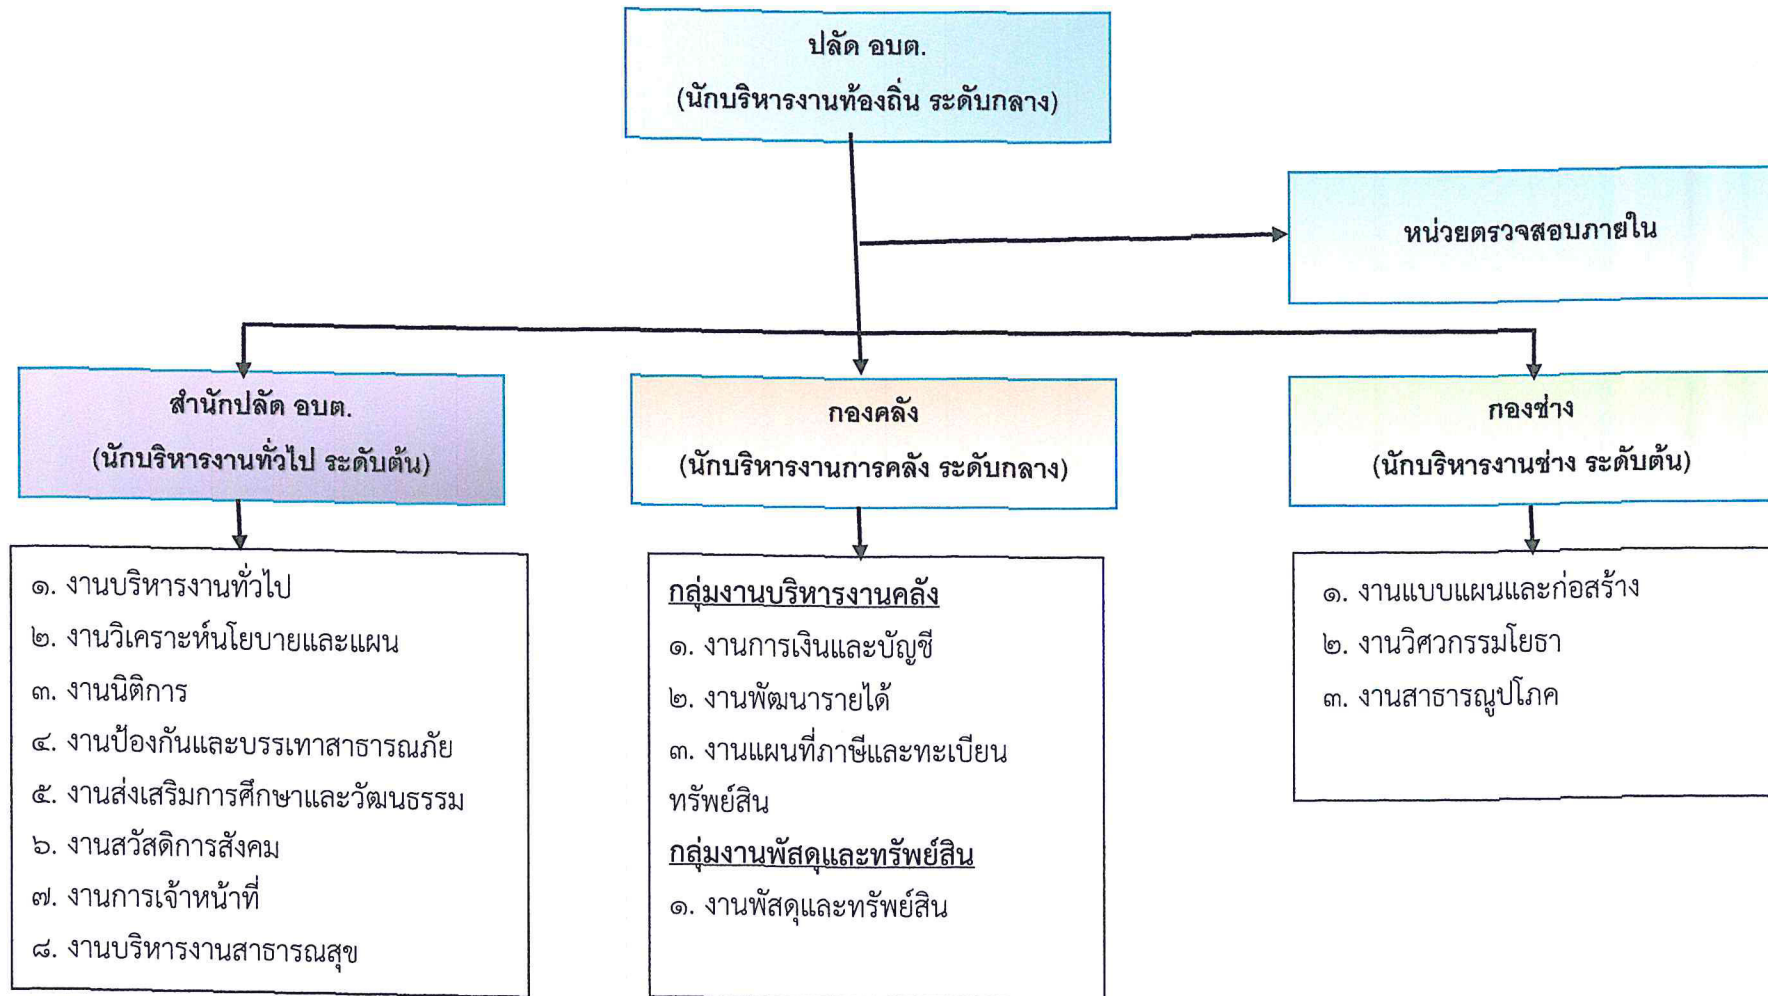 ปลัด อบต.
(นักบริหารงานท้องถิ่น ระดับกลาง)
หน่วยตรวจสอบภายใน
สำนักปลัด อบต.
(นักบริหารงานทั่วไป ระดับต้น)
กองคลัง
(นักบริหารงานการคลัง ระดับกลาง)
กองช่าง
(นักบริหารงานช่าง ระดับต้น)
๑. งานบริหารงานทั่วไป
๒. งานวิเคราะห์นโยบายและแผน
๓. งานนิติการ
๔. งานป้องกันและบรรเทาสาธารณภัย
๕. งานส่งเสริมการศึกษาและวัฒนธรรม
๖. งานสวัสดิการสังคม
๗. งานการเจ้าหน้าที่
๘. งานบริหารงานสาธารณสุข
กลุ่มงานบริหารงานคลัง
๑. งานการเงินและบัญชี
๒. งานพัฒนารายได้
๓. งานแผนที่ภาษีและทะเบียน
ทรัพย์สิน
กลุ่มงานพัสดุและทรัพย์สิน
๑. งานพัสดุและทรัพย์สิน
๑. งานแบบแผนและก่อสร้าง
๒. งานวิศวกรรมโยธา
๓. งานสาธารณูปโภค